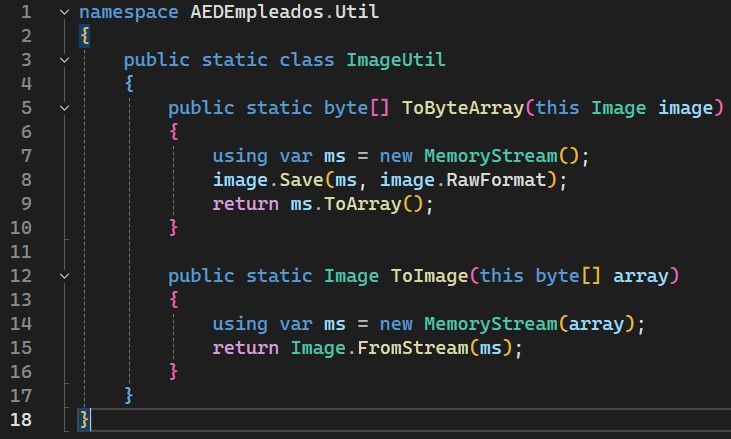 1 namespace AEDEmpleados.Util
2 {
3     public static class ImageUtil
4     {
5         public static byte[] ToByteArray(this Image image)
6         {
7             using var ms = new MemoryStream();
8             image.Save(ms, image.RawFormat);
9             return ms.ToArray();
10         }
11
12         public static Image ToImage(this byte[] array)
13         {
14             using var ms = new MemoryStream(array);
15             return Image.FromStream(ms);
16         }
17     }
18 }